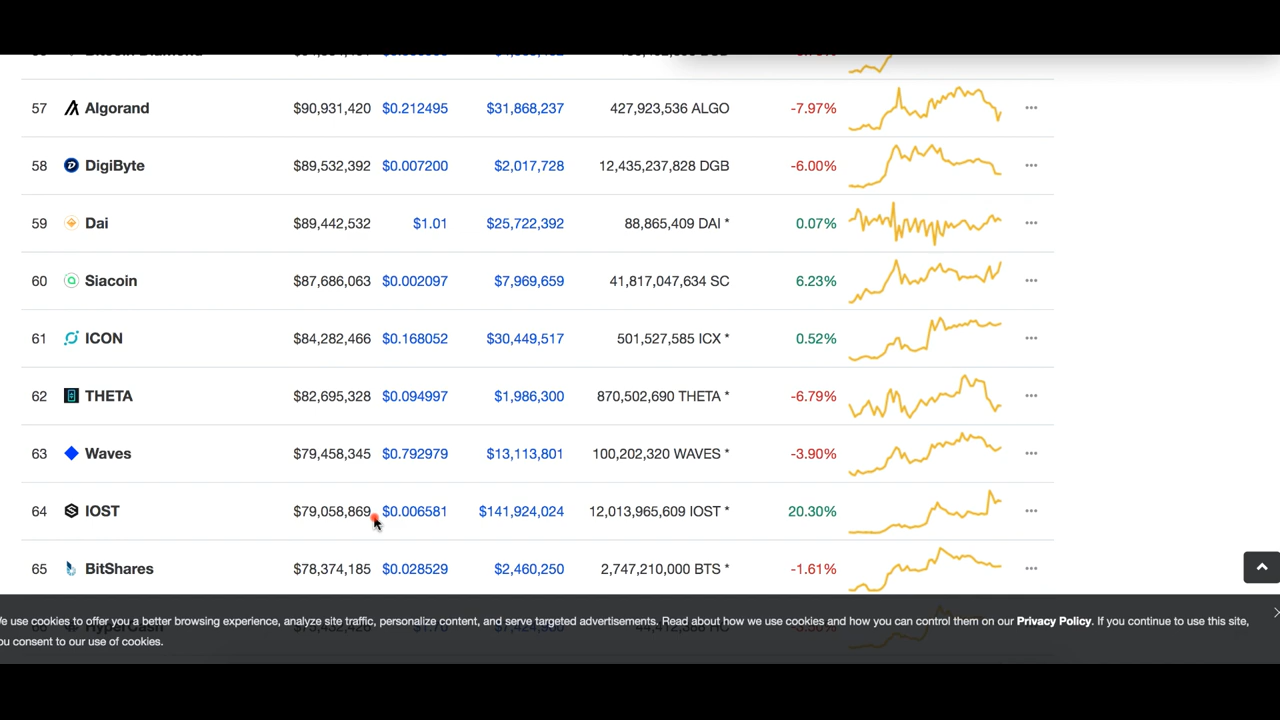 57 Algorand $90,931,420 $0.212495 $31,868,237 427,923,536 ALGO -7.97%
58 DigiByte $89,532,392 $0.007200 $2,017,728 12,435,237,828 DGB -6.00%
59 Dai $89,442,532 $1.01 $25,722,392 88,865,409 DAI * 0.07%
60 Siacoin $87,686,063 $0.002097 $7,969,659 41,817,047,634 SC 6.23%
61 ICON $84,282,466 $0.168052 $30,449,517 501,527,585 ICX * 0.52%
62 THETA $82,695,328 $0.094997 $1,986,300 870,502,690 THETA * -6.79%
63 Waves $79,458,345 $0.792979 $13,113,801 100,202,320 WAVES * -3.90%
64 IOST $79,058,869 $0.006581 $141,924,024 12,013,965,609 IOST * 20.30%
65 BitShares $78,374,185 $0.028529 $2,460,250 2,747,210,000 BTS * -1.61%
e use cookies to offer you a better browsing experience, analyze site traffic, personalize content, and serve targeted advertisements. Read about how we use cookies and how you can control them on our Privacy Policy. If you continue to use this site,
ou consent to our use of cookies.